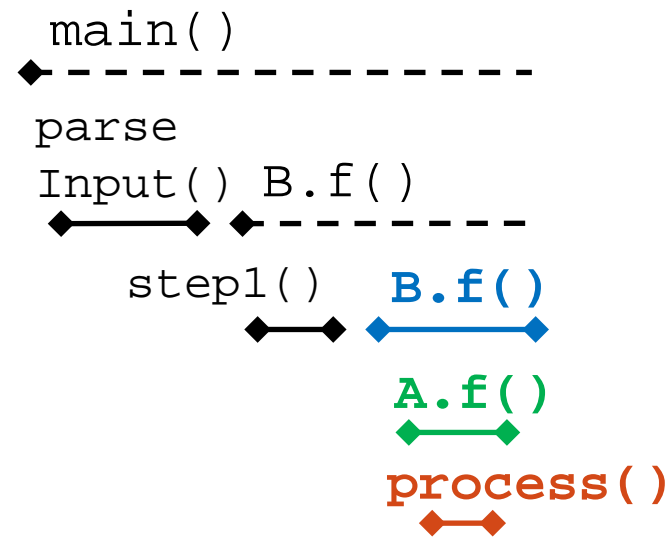 main()
parse
Input() B.f()
step1() B.f()
A.f()
process()